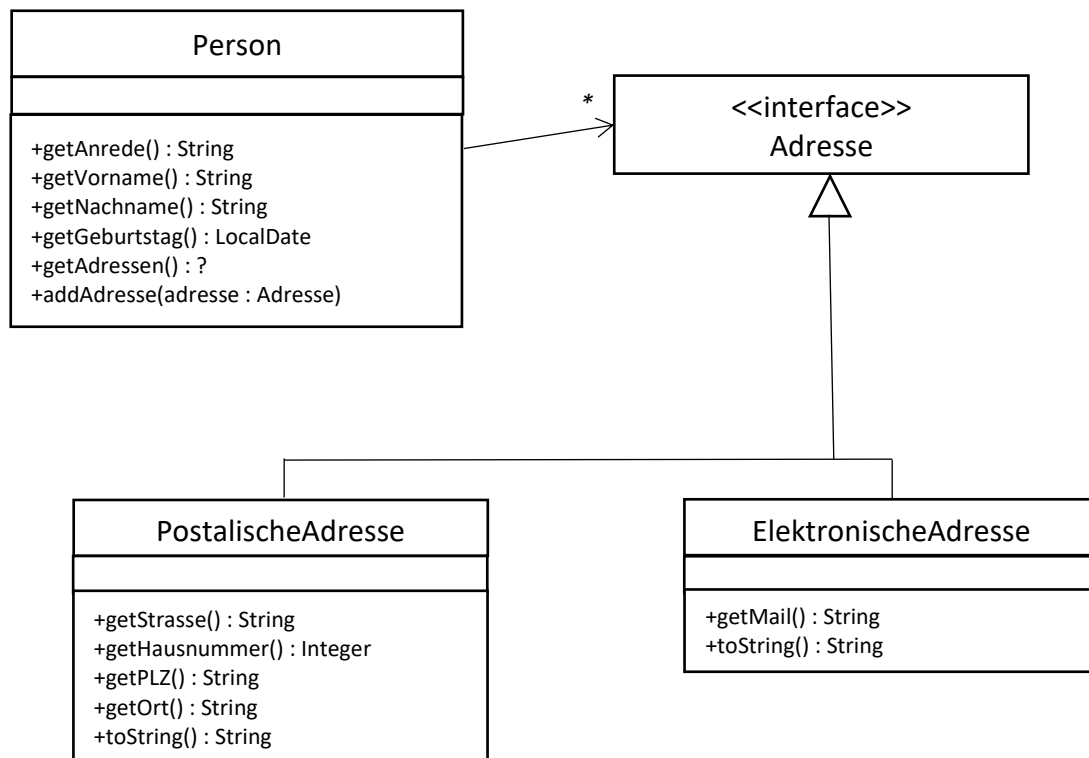 Person
+getAnrede() : String
+getVorname() : String
+getNachname() : String
+getGeburtstag() : LocalDate
+getAdressen() : ?
+addAdresse(adresse : Adresse)
*
<<interface>>
Adresse
PostalischeAdresse
+getStrasse() : String
+getHausnummer() : Integer
+getPLZ() : String
+getOrt() : String
+toString() : String
ElektronischeAdresse
+getMail() : String
+toString() : String